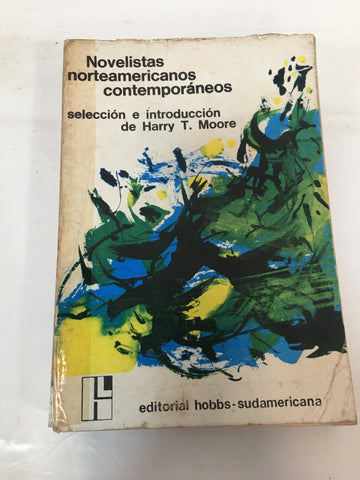 Novelistas
norteamericanos
contemporáneos
selección e introducción
de Harry T. Moore
editorial hobbs-sudamericana